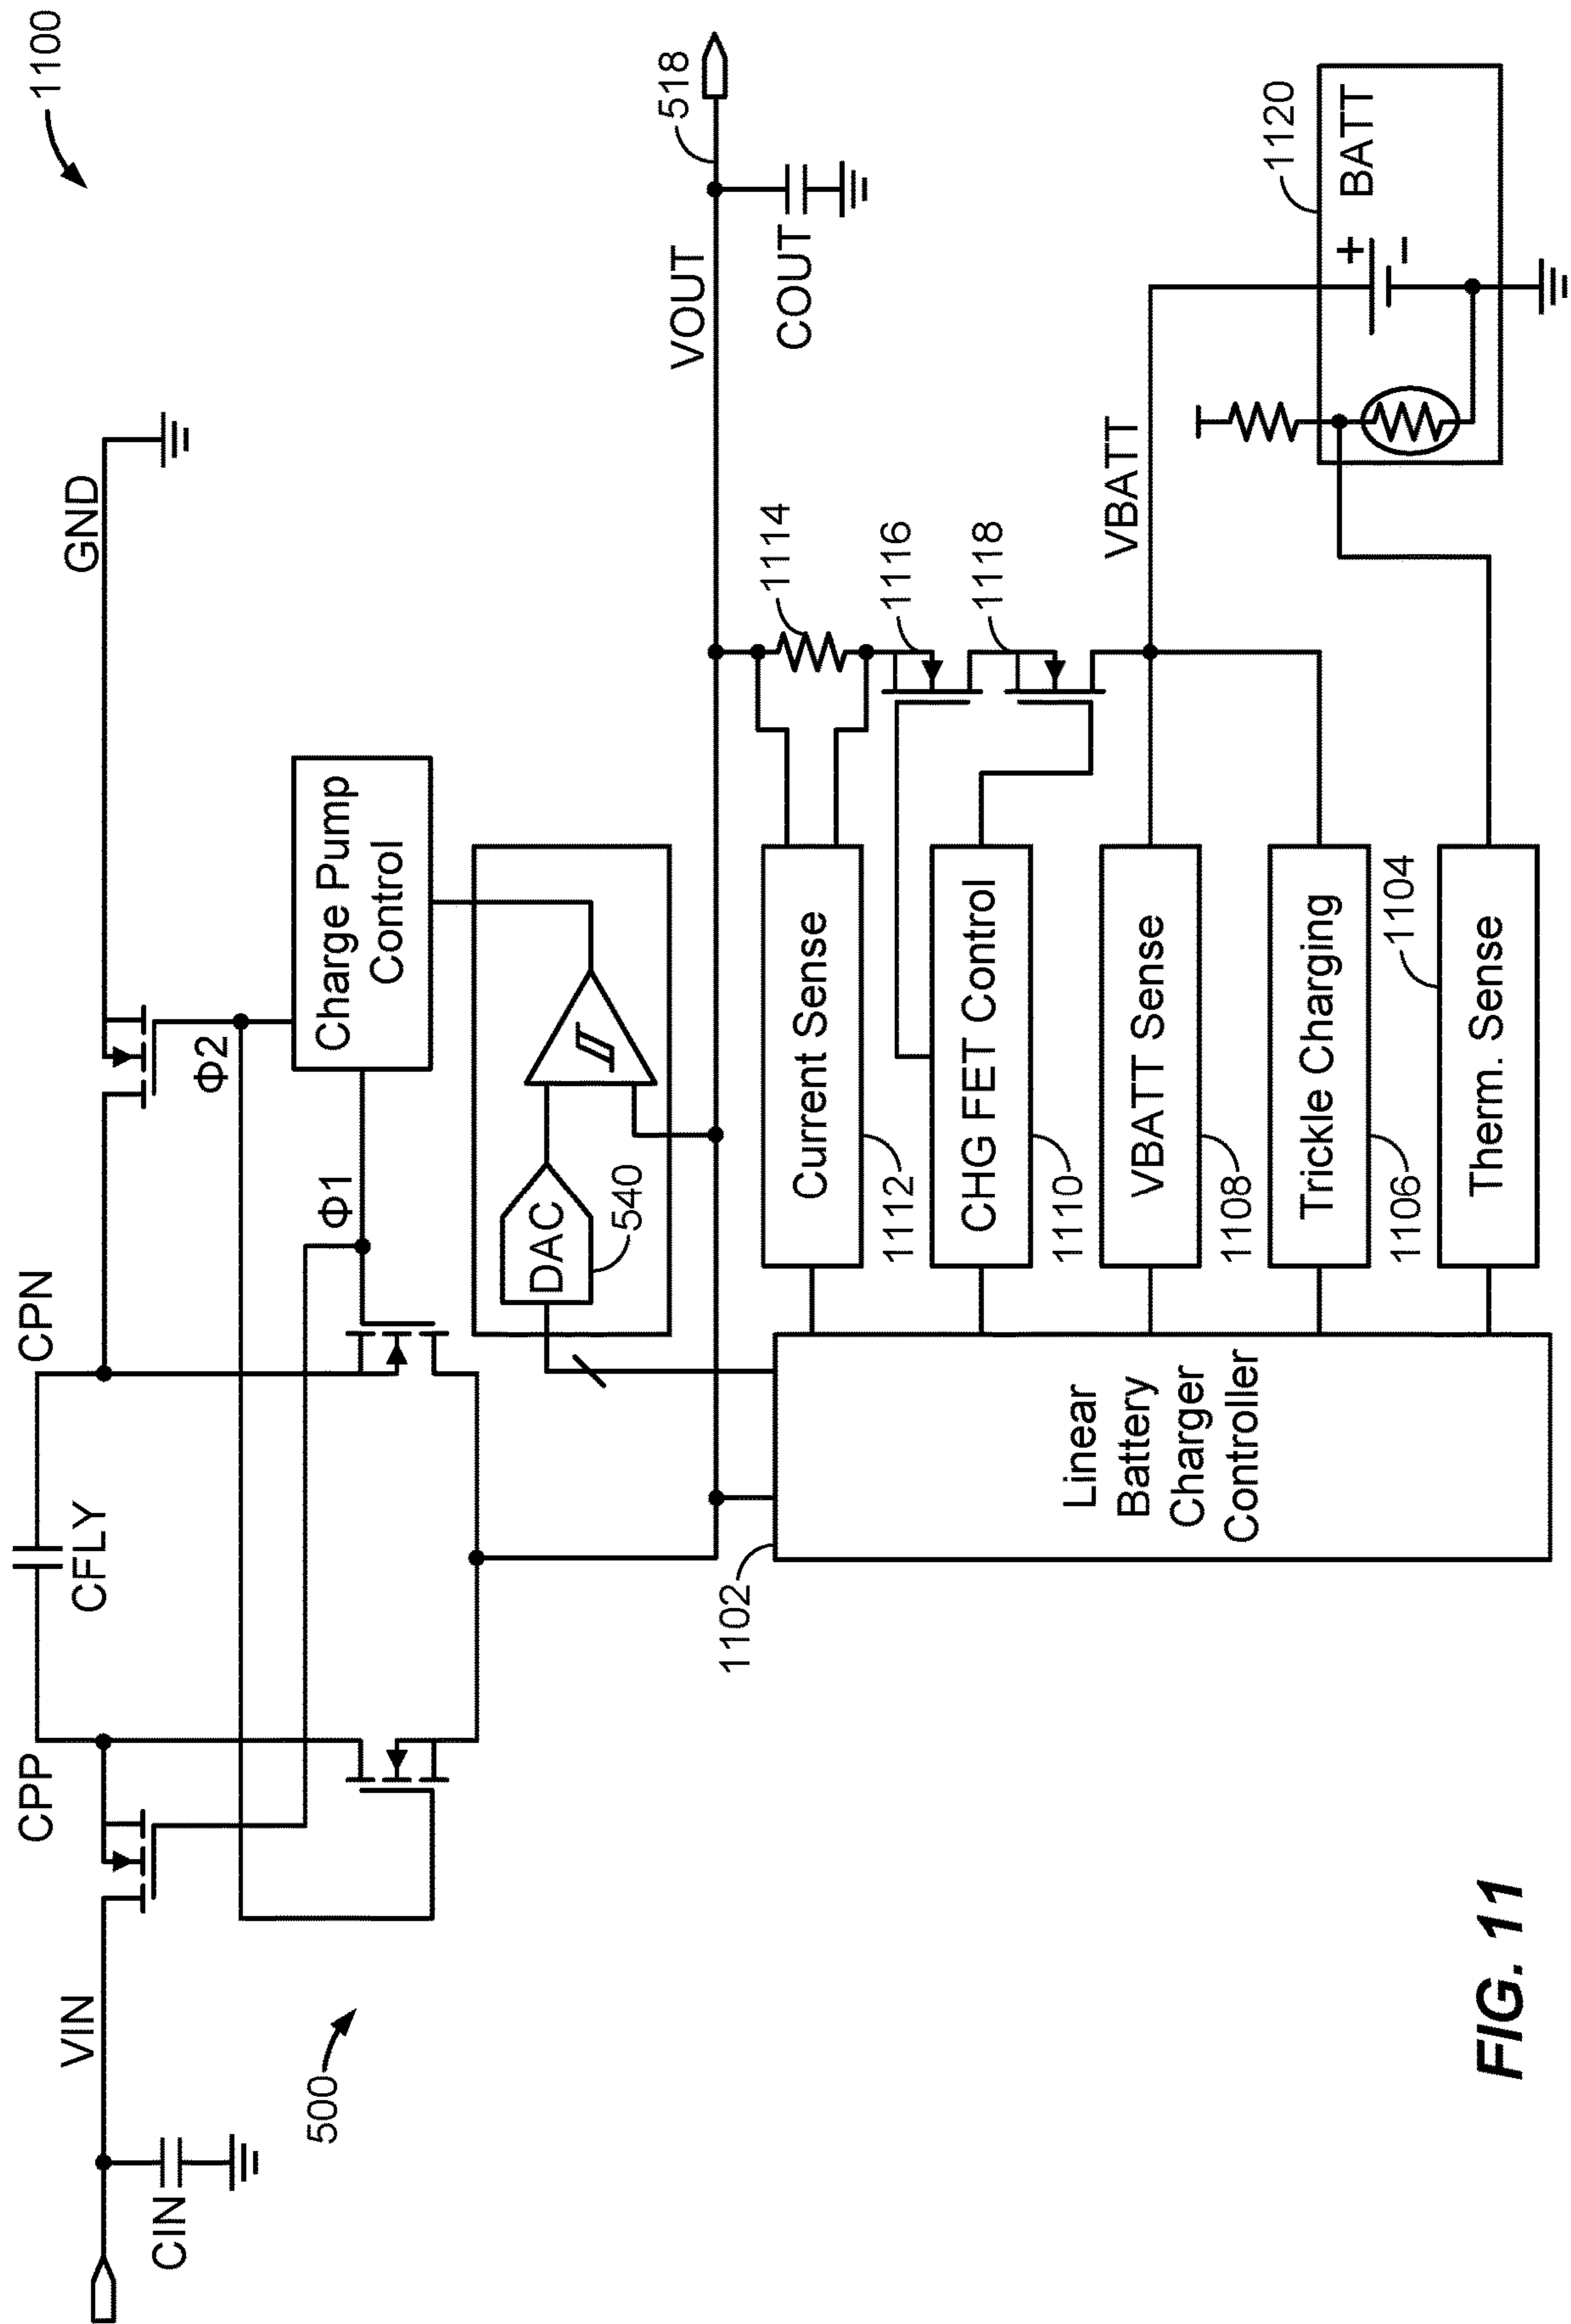 1100
CPP
CFLY
CPN
VIN
GND
CIN
Φ1
Φ2
500
Charge Pump
Control
DAC
540
VOUT
518
COUT
1102
Linear
Battery
Charger
Controller
Current Sense
1112
1114
CHG FET Control
1110
1116
1118
VBATT Sense
1108
VBATT
Trickle Charging
1106
Therm. Sense
1104
1120
BATT
+
−
FIG. 11